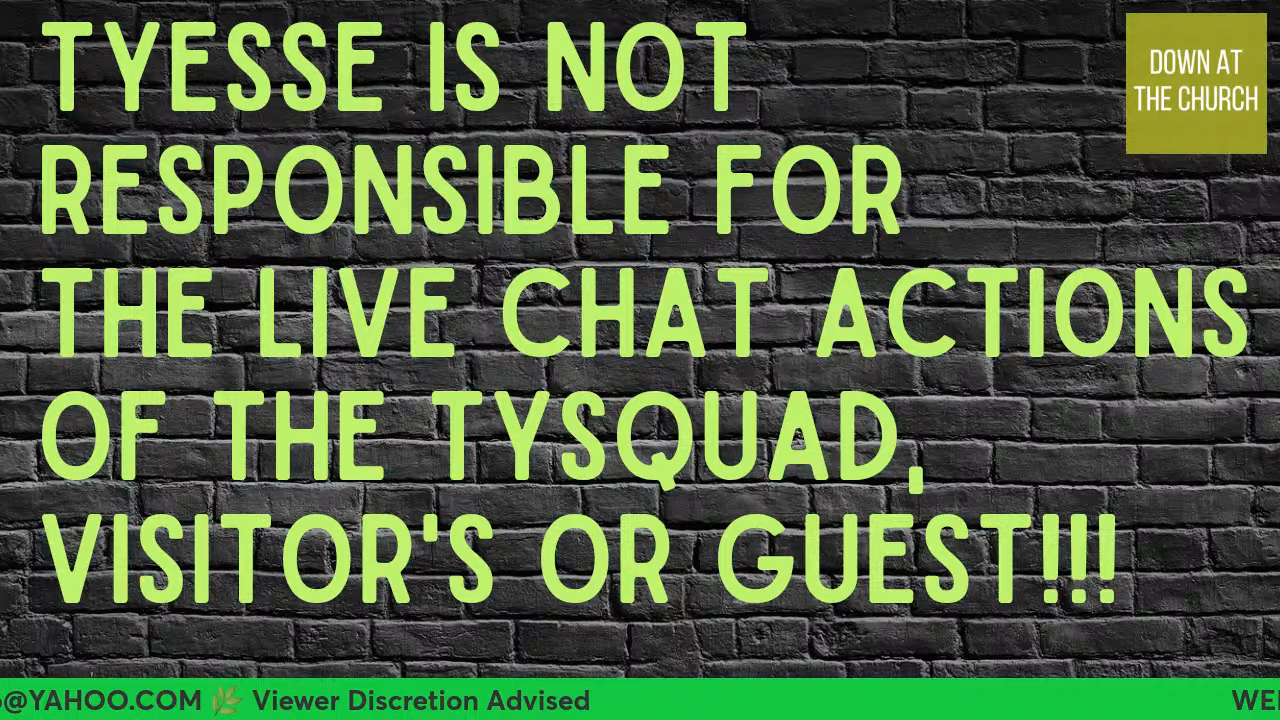 TYESSE IS NOT
RESPONSIBLE FOR
THE LIVE CHAT ACTIONS
OF THE TYSQUAD,
VISITOR'S OR GUEST!!!
DOWN AT
THE CHURCH
@YAHOO.COM 🌿 Viewer Discretion Advised